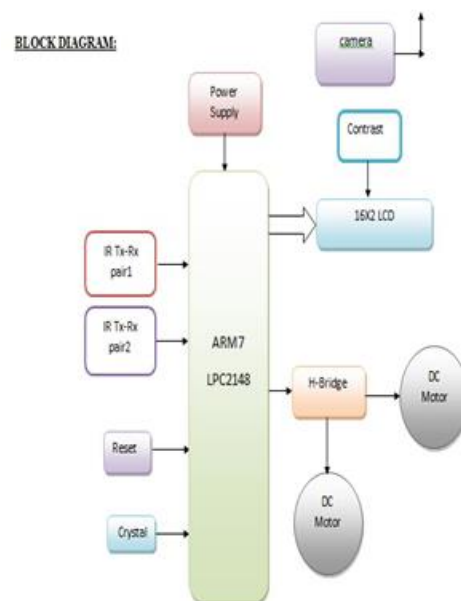 BLOCK DIAGRAM:
camera
Power
Supply
Contrast
16X2 LCD
IR Tx-Rx
pair1
IR Tx-Rx
pair2
ARM7
LPC2148
H-Bridge
DC
Motor
Reset
DC
Motor
Crystal